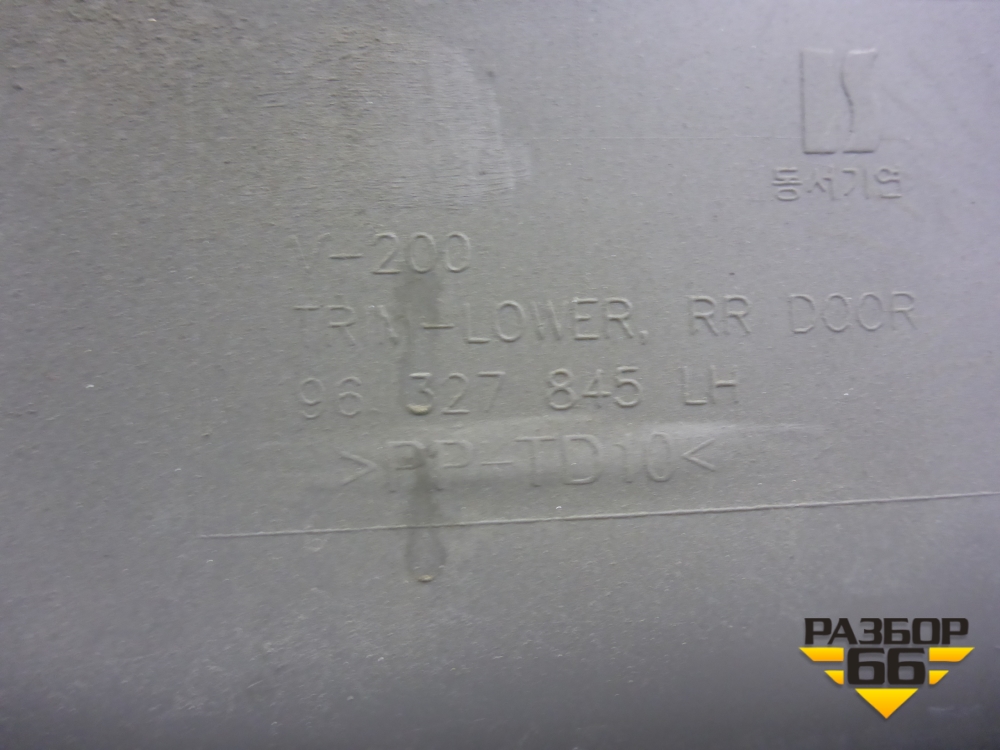 동서기연
V-200
TRIM-LOWER, RR DOOR
96 327 845 LH
>PP-TD10<
РАЗБОР
66